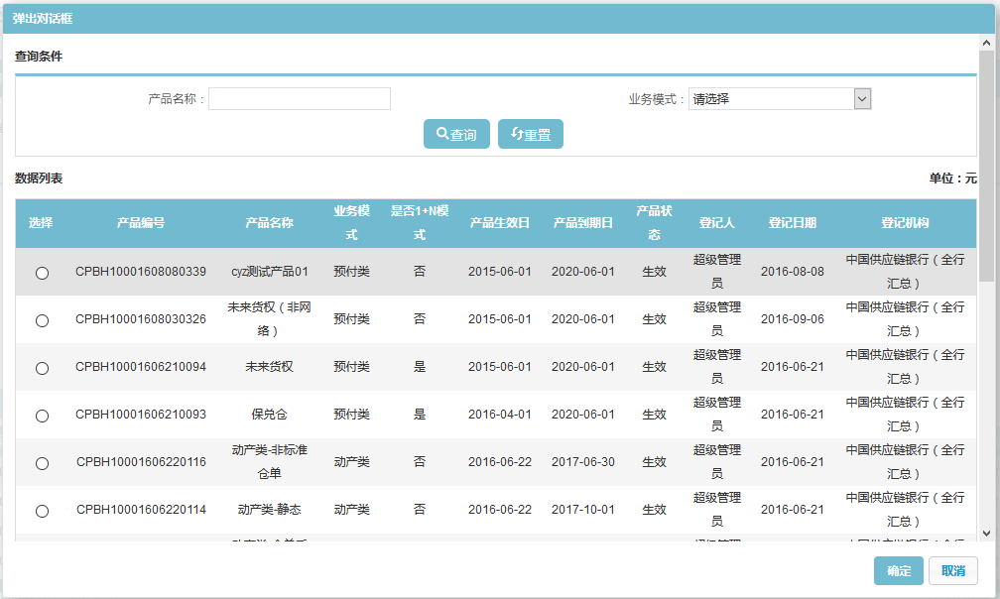 弹出对话框
查询条件
产品名称： 业务模式： 请选择
查询 重置
数据列表 单位：元
选择 产品编号 产品名称 业务模式 是否1+N模式 产品生效日 产品到期日 产品状态 登记人 登记日期 登记机构
CPBH10001608080339 cyz测试产品01 预付类 否 2015-06-01 2020-06-01 生效 超级管理员 2016-08-08 中国供应链银行（全行汇总）
CPBH10001608030326 未来货权（非网络） 预付类 否 2015-06-01 2020-06-01 生效 超级管理员 2016-09-06 中国供应链银行（全行汇总）
CPBH10001606210094 未来货权 预付类 是 2015-06-01 2020-06-01 生效 超级管理员 2016-06-21 中国供应链银行（全行汇总）
CPBH10001606210093 保兑仓 预付类 是 2016-04-01 2020-06-01 生效 超级管理员 2016-06-21 中国供应链银行（全行汇总）
CPBH10001606220116 动产类-非标准仓单 动产类 否 2016-06-22 2017-06-30 生效 超级管理员 2016-06-21 中国供应链银行（全行汇总）
CPBH10001606220114 动产类-静态 动产类 否 2016-06-22 2017-10-01 生效 超级管理员 2016-06-21 中国供应链银行（全行汇总）
确定 取消